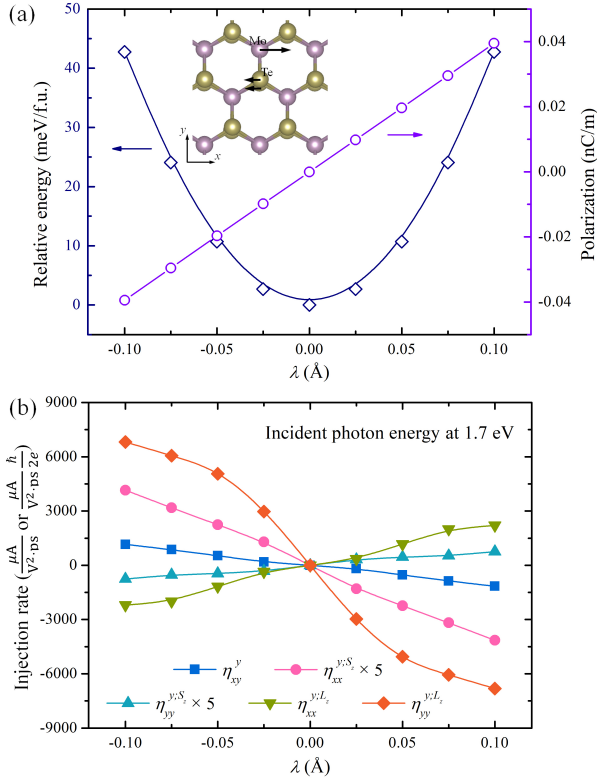 (a)
50
40
30
20
10
0
Relative energy (meV/f.u.)
Mo
Te
y
x
0.04
0.02
0.00
-0.02
-0.04
Polarization (nC/m)
-0.10 -0.05 0.00 0.05 0.10
λ (Å)
(b)
9000
6000
3000
0
-3000
-6000
-9000
Injection rate (μA/V²·ps or μA/V²·ps ħ/2e)
Incident photon energy at 1.7 eV
η_xy^y η_xx^y;S_z × 5
η_yy^y;S_z × 5 η_xx^y;L_z η_yy^y;L_z
-0.10 -0.05 0.00 0.05 0.10
λ (Å)